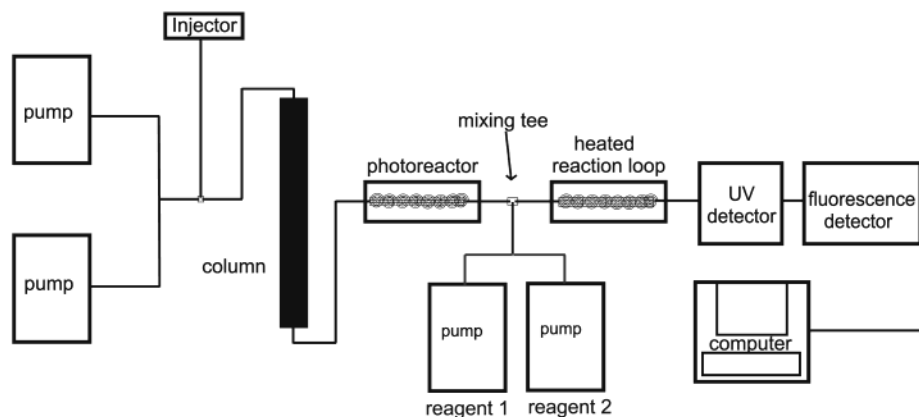 Injector
pump
mixing tee
photoreactor
heated
reaction loop
UV
detector
fluorescence
detector
column
pump
pump
pump
computer
reagent 1
reagent 2